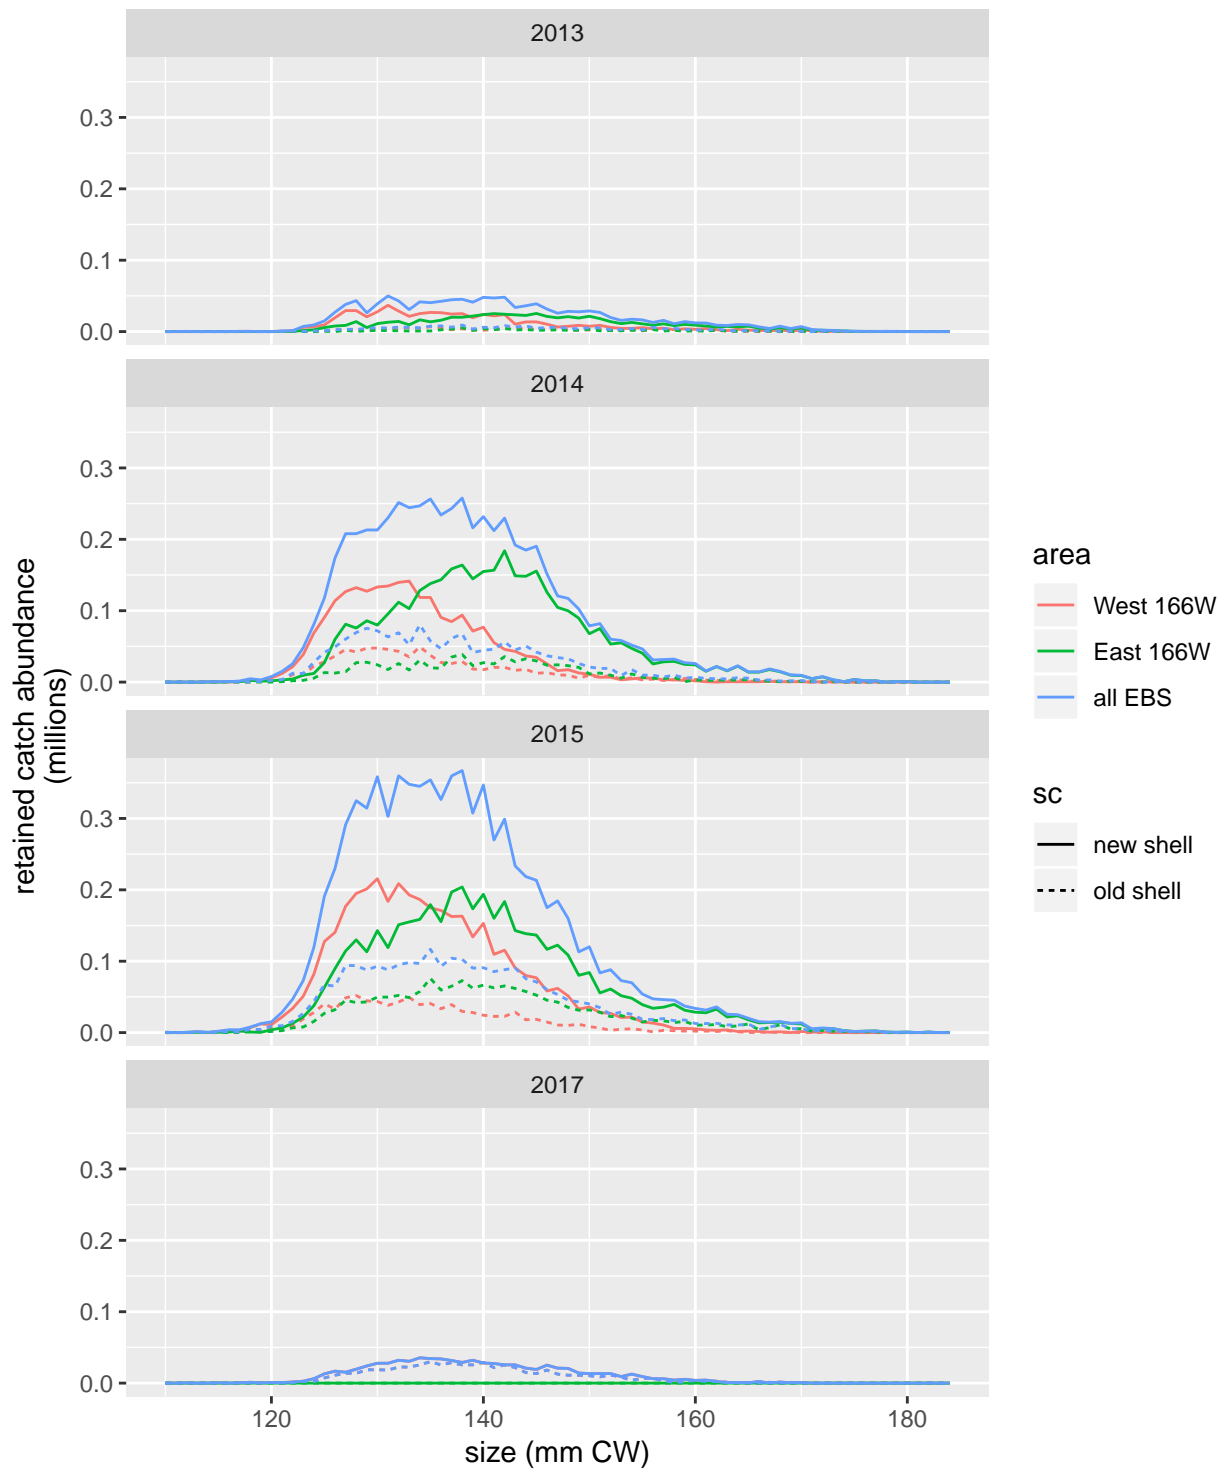 2013
0.3
0.2
0.1
0.0
2014
0.3
0.2
0.1
0.0
2015
0.3
0.2
0.1
0.0
2017
0.3
0.2
0.1
0.0
120 140 160 180
size (mm CW)
retained catch abundance
(millions)
area
West 166W
East 166W
all EBS
sc
new shell
old shell